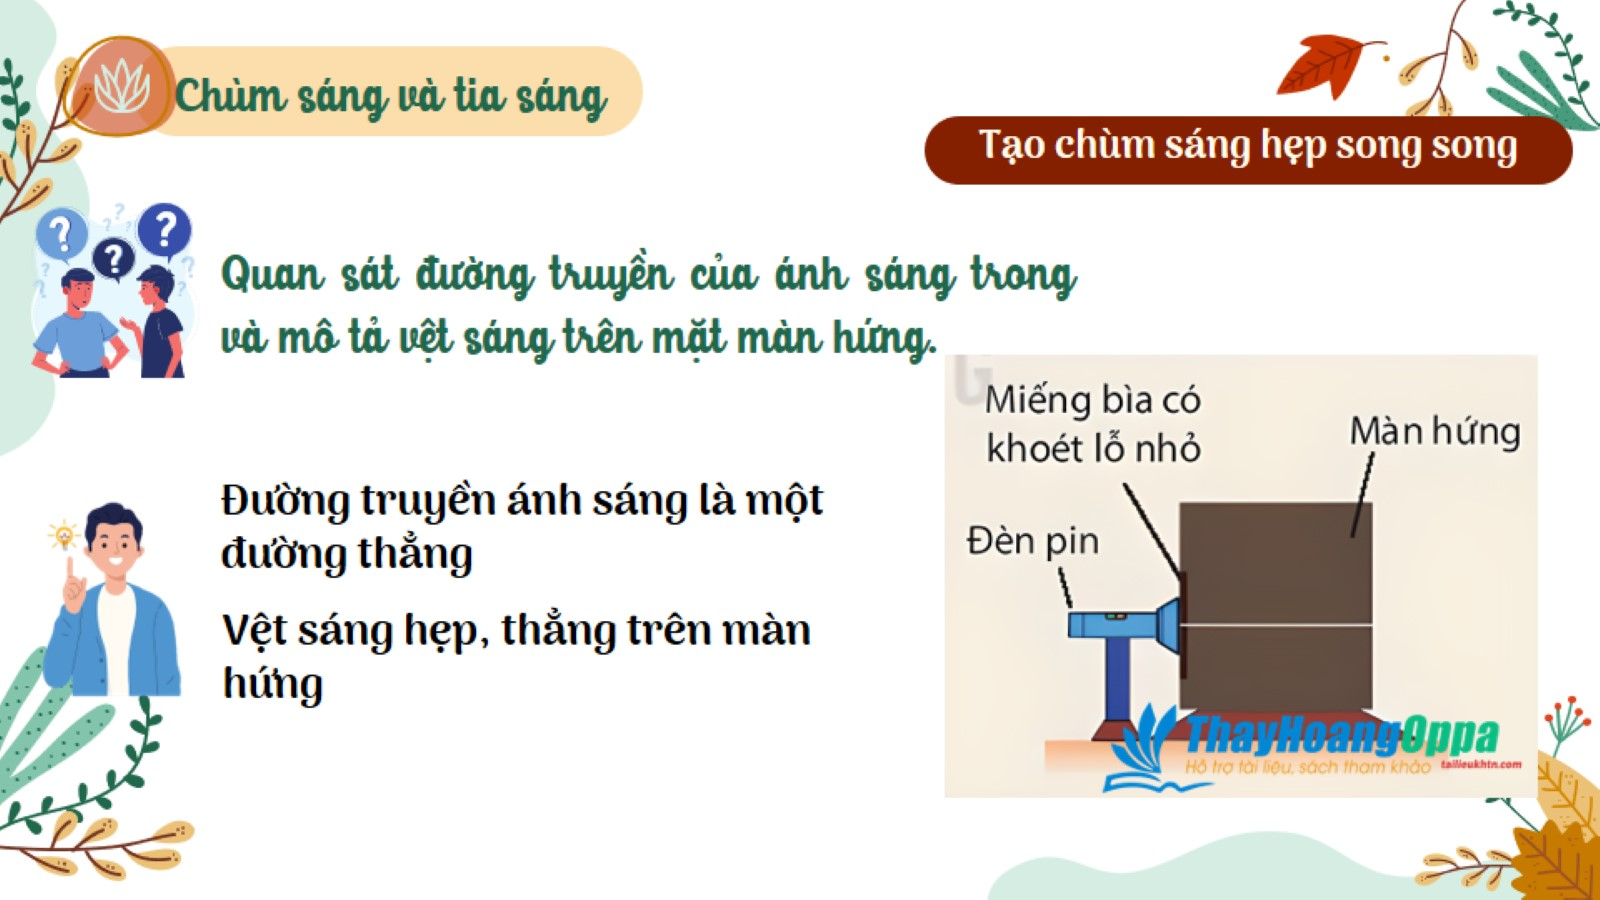 Chùm sáng và tia sáng
Tạo chùm sáng hẹp song song
Quan sát đường truyền của ánh sáng trong
và mô tả vệt sáng trên mặt màn hứng.
Miếng bìa có
khoét lỗ nhỏ
Màn hứng
Đèn pin
Đường truyền ánh sáng là một
đường thẳng
Vệt sáng hẹp, thẳng trên màn
hứng
ThayHoangOppa
Hỗ trợ tài liệu, sách tham khảo
tailieukhtn.com